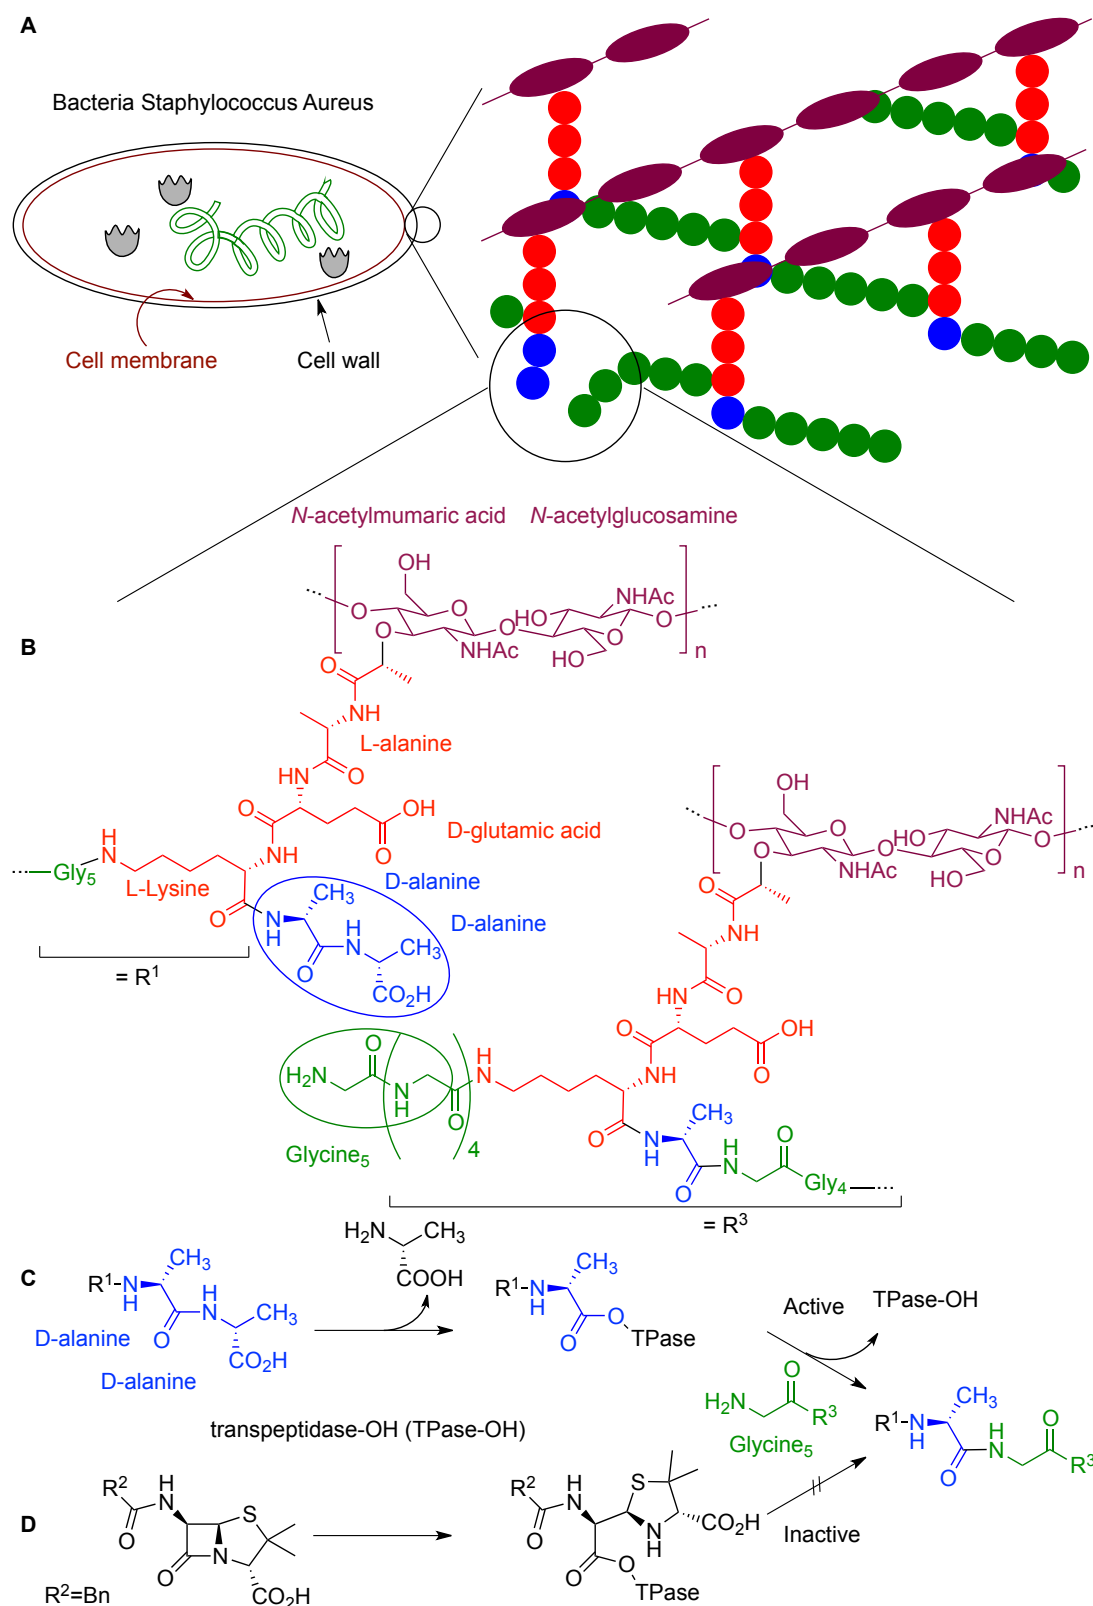 A
Bacteria Staphylococcus Aureus
Cell membrane
Cell wall
N-acetylmumaric acid N-acetylglucosamine
B
OH
O
O
O
NHAc
O
HO
NHAc
O
O
HO
n
O
NH
L-alanine
O
HN
O
OH
O
D-glutamic acid
H
N
NH
Gly5
L-Lysine
O
D-alanine
CH3
D-alanine
N
H
O
H
N
CH3
CO2H
= R1
OH
O
O
O
NHAc
O
HO
NHAc
O
O
HO
n
O
NH
O
HN
O
OH
O
NH
H2N
O
N
H
O
H
N
4
Glycine5
O
N
H
CH3
O
H
N
O
Gly4
= R3
C
R1-N
H
CH3
O
H
N
CH3
CO2H
D-alanine
D-alanine
H2N
CH3
COOH
R1-N
H
CH3
O
O
TPase
Active
TPase-OH
H2N
O
R3
Glycine5
R1-N
H
CH3
O
H
N
O
R3
transpeptidase-OH (TPase-OH)
D
R2
O
H
N
S
O
N
CO2H
R2=Bn
R2
O
H
N
S
N
H
CO2H
O
O
TPase
Inactive